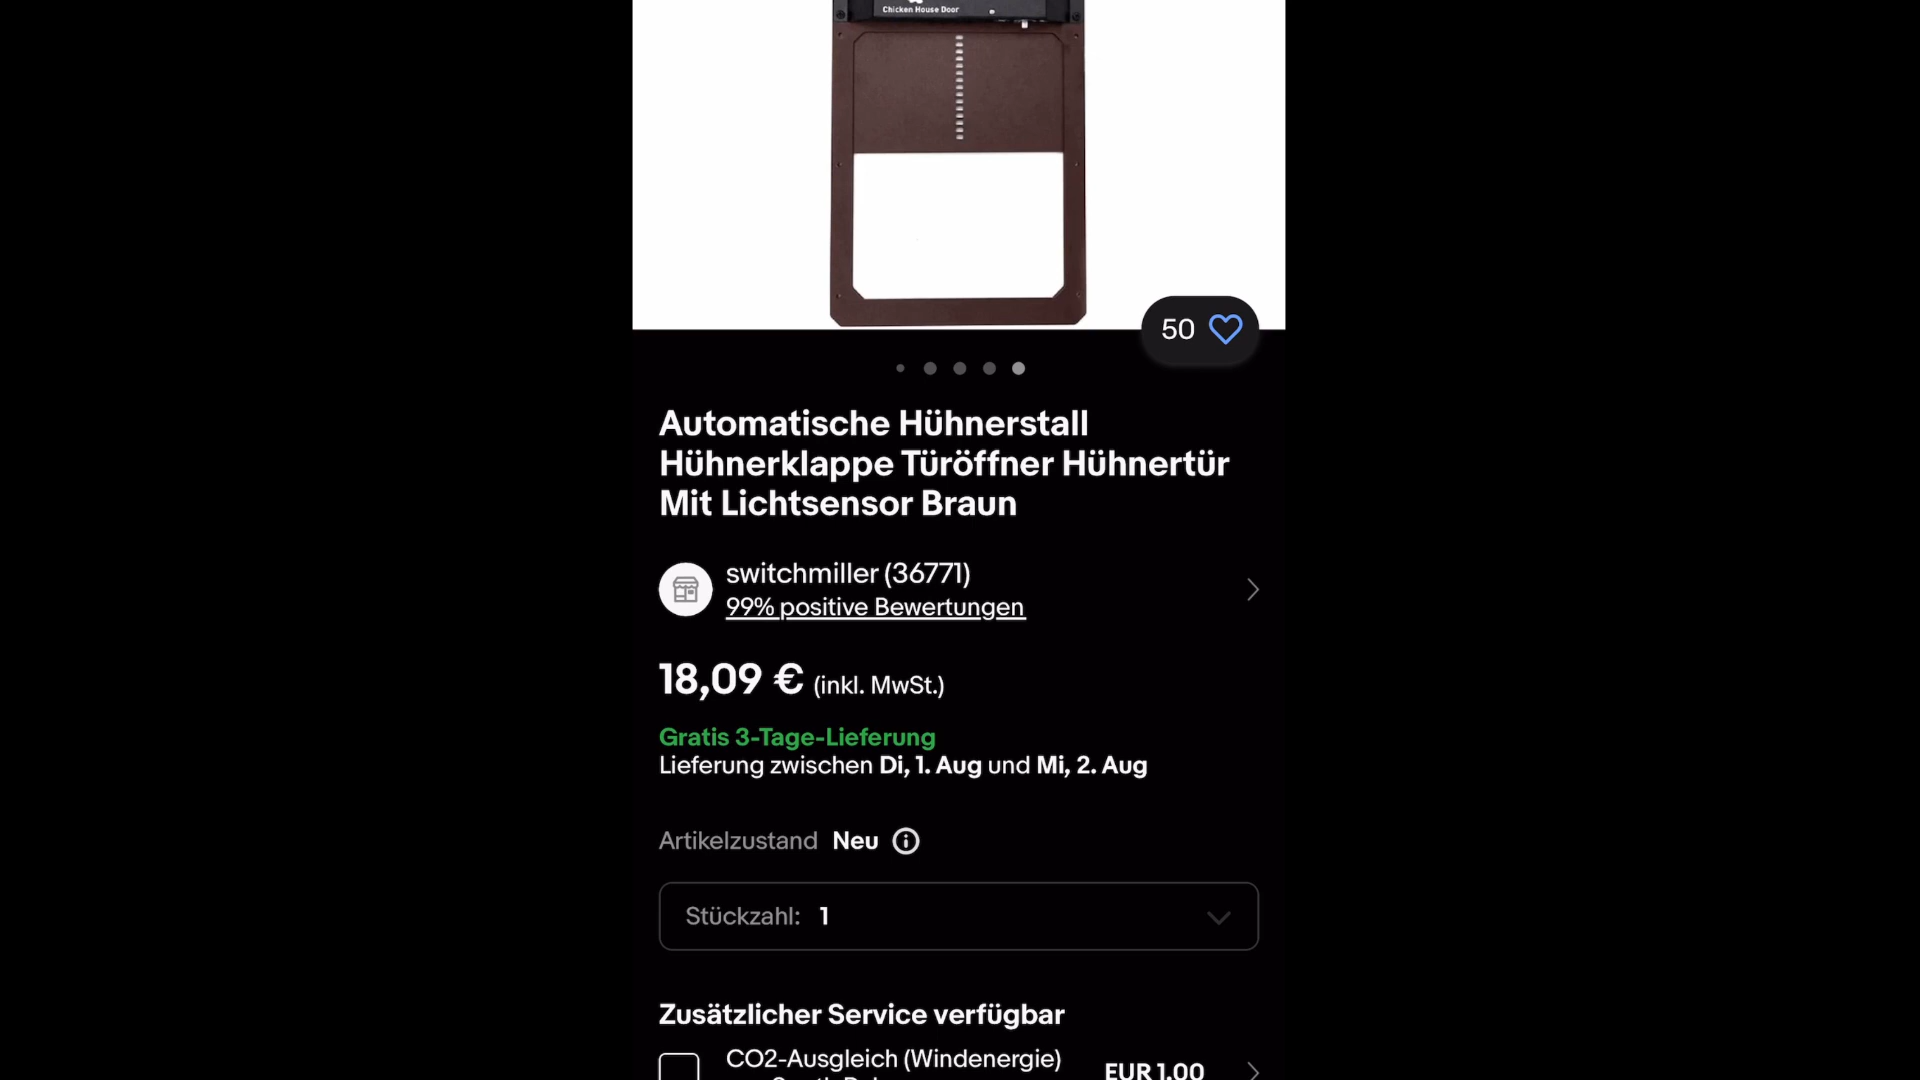 Chicken House Door
50
Automatische Hühnerstall
Hühnerklappe Türöffner Hühnertür
Mit Lichtsensor Braun
switchmiller (36771)
99% positive Bewertungen
18,09 € (inkl. MwSt.)
Gratis 3-Tage-Lieferung
Lieferung zwischen Di, 1. Aug und Mi, 2. Aug
Artikelzustand Neu
Stückzahl: 1
Zusätzlicher Service verfügbar
CO2-Ausgleich (Windenergie)
EUR 1,00